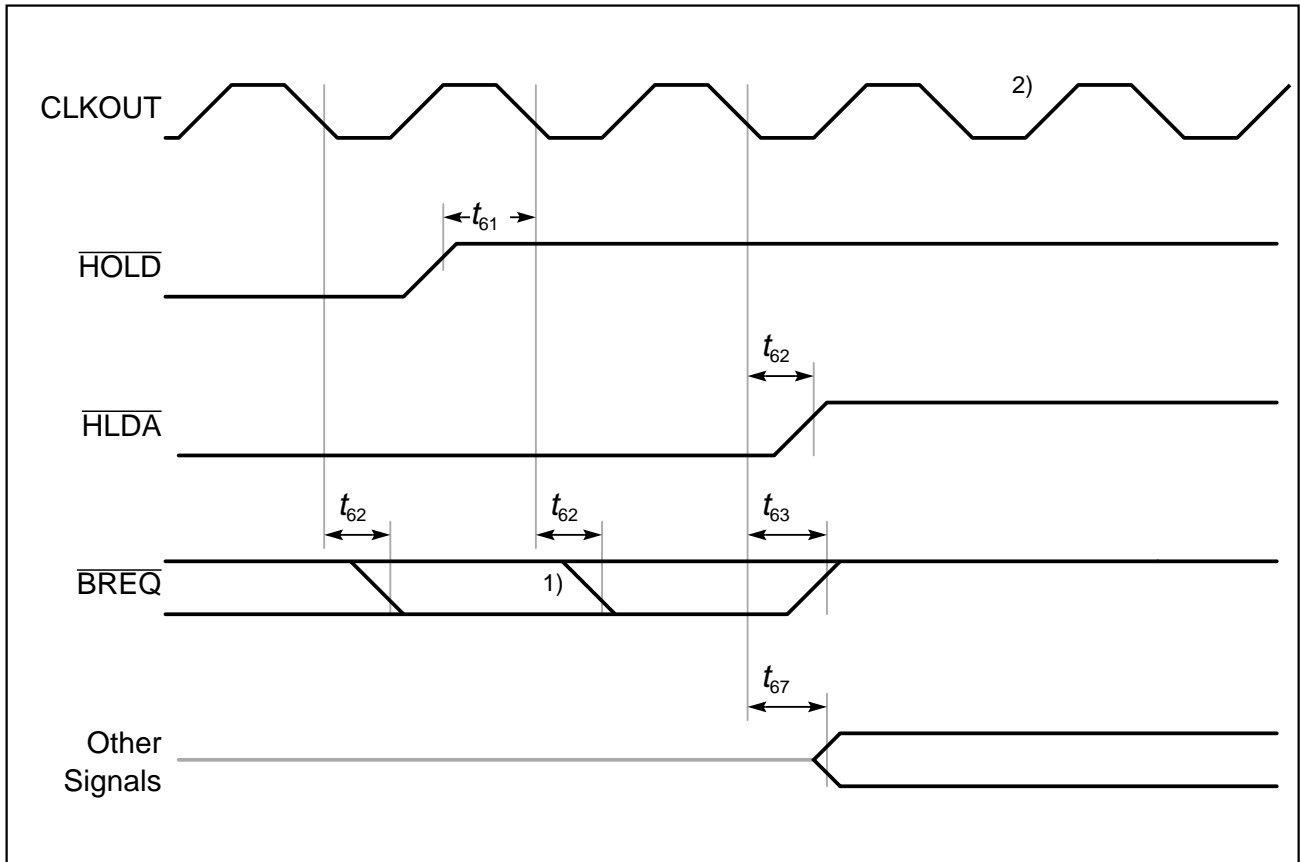 CLKOUT
2)
t61
HOLD
t62
HLDA
t62
t62
t63
BREQ
1)
t67
Other
Signals